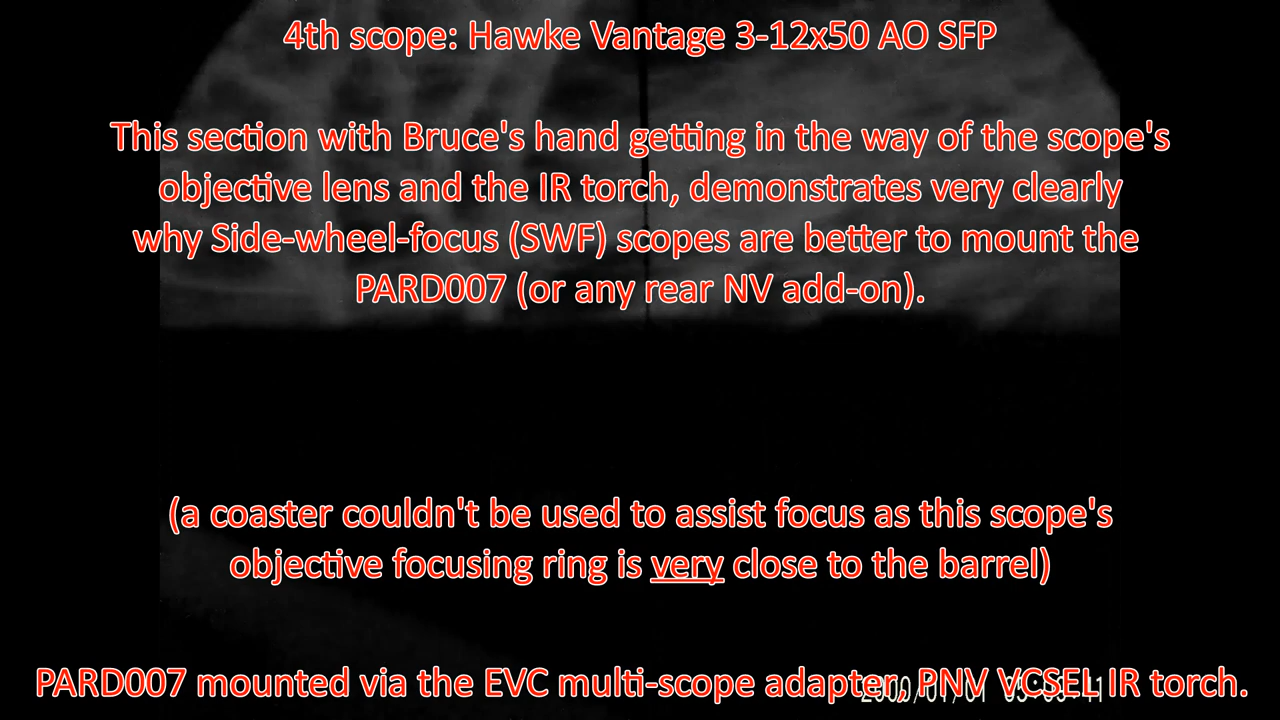 4th scope: Hawke Vantage 3-12x50 AO SFP
This section with Bruce's hand getting in the way of the scope's
objective lens and the IR torch, demonstrates very clearly
why Side-wheel-focus (SWF) scopes are better to mount the
PARD007 (or any rear NV add-on).
(a coaster couldn't be used to assist focus as this scope's
objective focusing ring is very close to the barrel)
PARD007 mounted via the EVC multi-scope adapter, PNV VCSEL IR torch.